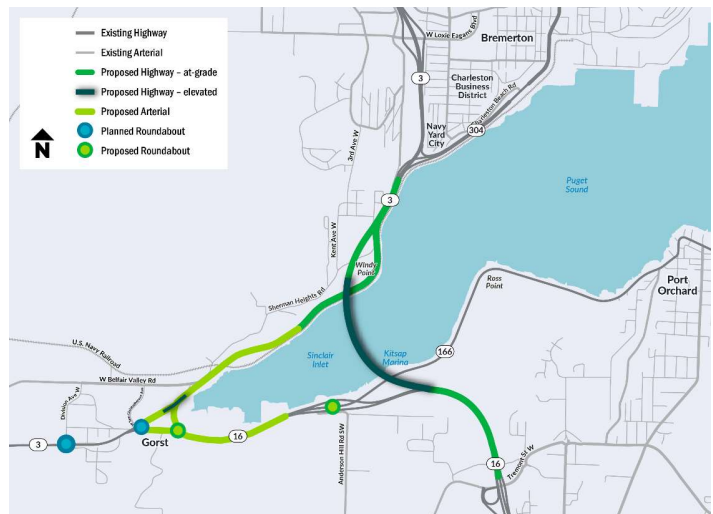 Existing Highway
Existing Arterial
Proposed Highway – at-grade
Proposed Highway – elevated
Proposed Arterial
Planned Roundabout
Proposed Roundabout
N
W Loxie Eagans Blvd
Bremerton
3
Charleston
Business
District
Charleston Beach Rd
Navy
Yard
City
304
3rd Ave W
Puget
Sound
3
Kent Ave W
Windy
Point
Ross
Point
Port
Orchard
Sherman Heights Rd
U.S. Navy Railroad
Sinclair
Inlet
Kitsap
Marina
166
W Belfair Valley Rd
Division Ave W
3
Gorst
16
Anderson Hill Rd SW
16
Tremont St W